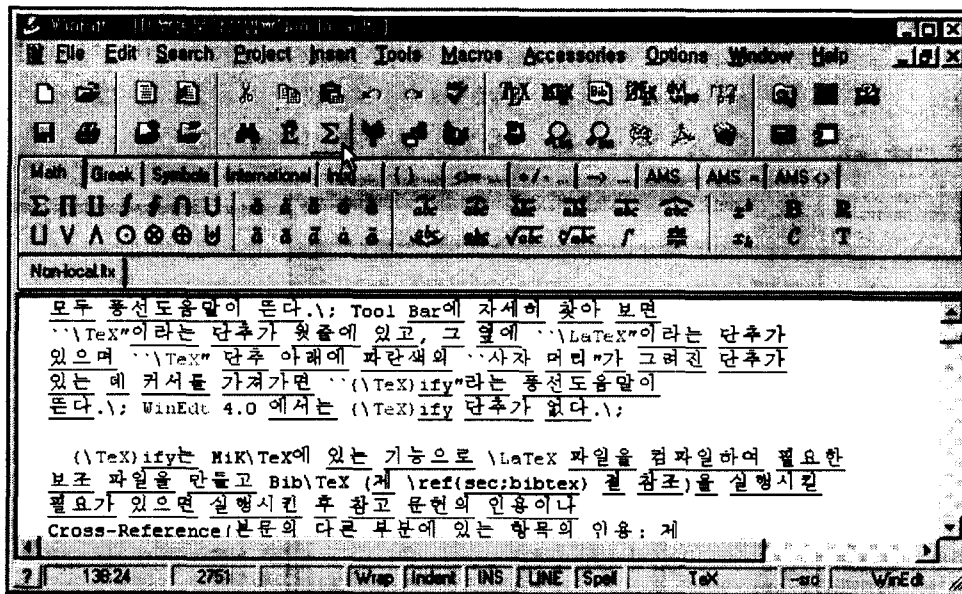 File Edit Search Project Insert Tools Macros Accessories Options Window Help
Math Greek Symbols International AMS AMS = AMS <>
Non-local.ltx
모두 풍선도움말이 뜬다.\; Tool Bar에 자세히 찾아 보면
``\TeX"이라는 단추가 윗줄에 있고, 그 옆에 ``\LaTeX"이라는 단추가
있으며 ``\TeX" 단추 아래에 파란색의 ``사자 머리"가 그려진 단추가
있는 데 커서를 가져가면 ``{\TeX}ify"라는 풍선도움말이
뜬다.\; WinEdt 4.0 에서는 {\TeX}ify 단추가 없다.\;
{\TeX}ify는 MiK\TeX에 있는 기능으로 \LaTeX 파일을 컴파일하여 필요한
보조 파일을 만들고 Bib\TeX (제 \ref{sec;bibtex} 절 참조)을 실행시킬
필요가 있으면 실행시킨 후 참고 문헌의 인용이나
Cross-Reference(본문의 다른 부분에 있는 항목의 인용: 제
? 138:24 2751 Wrap Indent INS LINE Spell TeX --src WinEdt